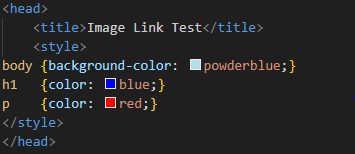 <head>
    <title>Image Link Test</title>
    <style>
body {background-color: powderblue;}
h1   {color: blue;}
p    {color: red;}
</style>
</head>